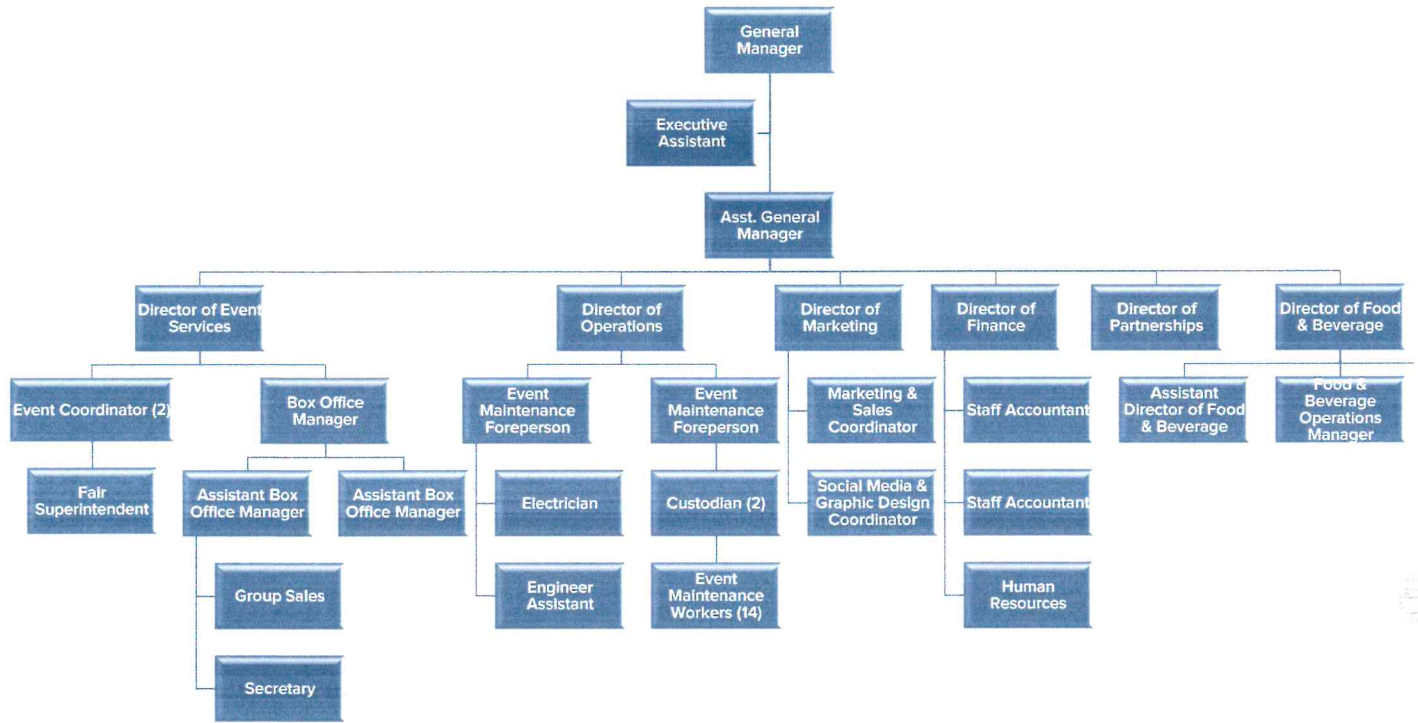 General
Manager
Executive
Assistant
Asst. General
Manager
Director of Event
Services
Director of
Operations
Director of
Marketing
Director of
Finance
Director of
Partnerships
Director of Food
& Beverage
Event Coordinator (2)
Box Office
Manager
Event
Maintenance
Foreperson
Event
Maintenance
Foreperson
Marketing &
Sales
Coordinator
Staff Accountant
Assistant
Director of Food
& Beverage
Food &
Beverage
Operations
Manager
Fair
Superintendent
Assistant Box
Office Manager
Assistant Box
Office Manager
Electrician
Custodian (2)
Social Media &
Graphic Design
Coordinator
Staff Accountant
Group Sales
Engineer
Assistant
Event
Maintenance
Workers (14)
Human
Resources
Secretary